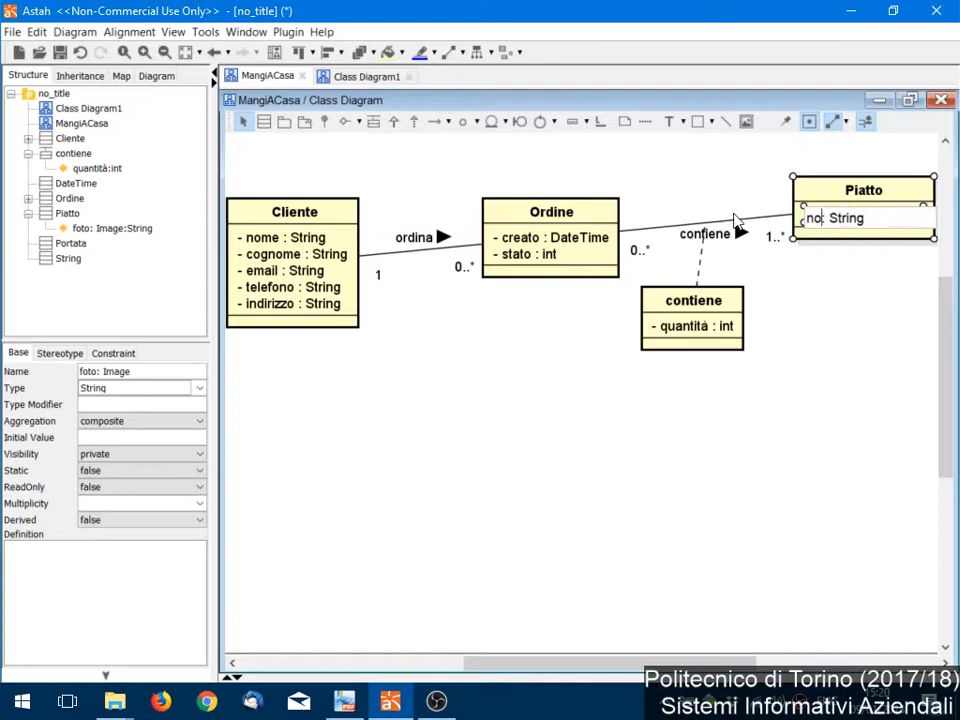 Astah <<Non-Commercial Use Only>> - [no_title] (*)
File Edit Diagram Alignment View Tools Window Plugin Help
Structure Inheritance Map Diagram
no_title
Class Diagram1
MangiACasa
Cliente
contiene
quantità:int
DateTime
Ordine
Piatto
foto: Image:String
Portata
String
Base Stereotype Constraint
Name foto: Image
Type String
Type Modifier
Aggregation composite
Initial Value
Visibility private
Static false
ReadOnly false
Multiplicity
Derived false
Definition
MangiACasa Class Diagram1
MangiACasa / Class Diagram
Cliente
- nome : String
- cognome : String
- email : String
- telefono : String
- indirizzo : String
ordina
1
0..*
Ordine
- creato : DateTime
- stato : int
0..*
contiene
1..*
contiene
- quantità : int
Piatto
no: String
Politecnico di Torino (2017/18)
Sistemi Informativi Aziendali